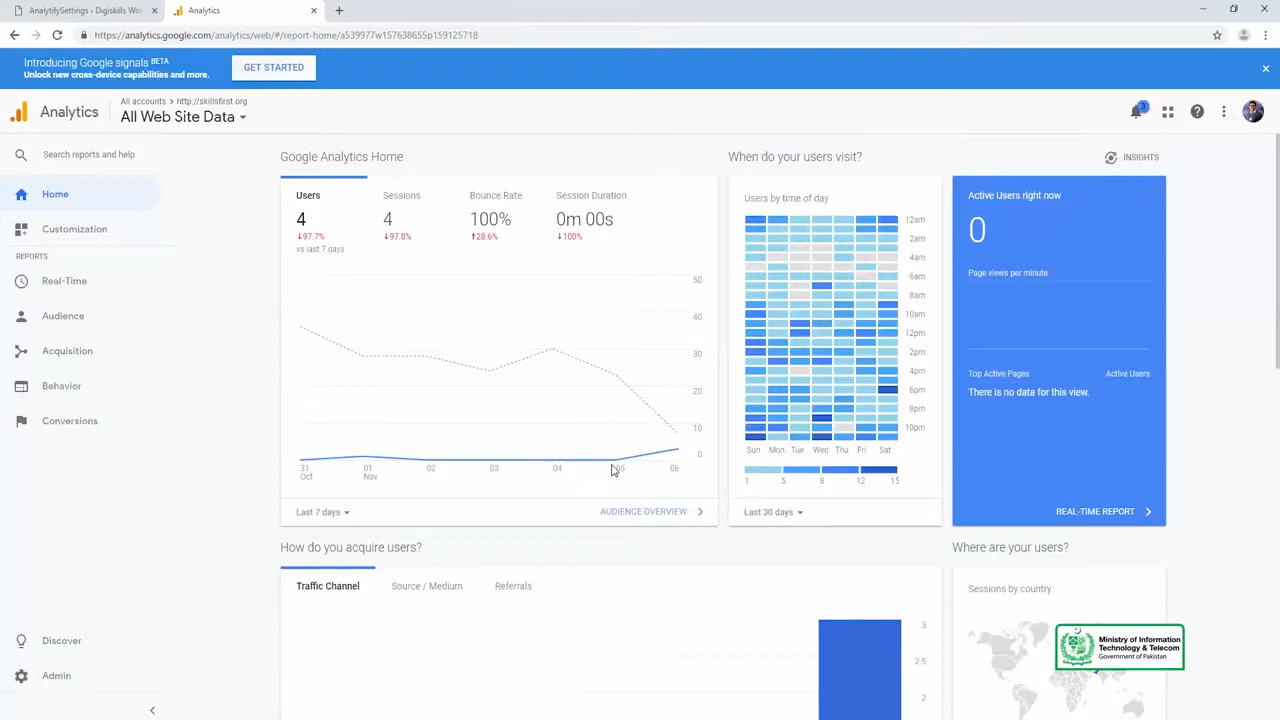 AnalytifySettings ‹ Digiskills Wo
Analytics
https://analytics.google.com/analytics/web/#/report-home/a539977w157638655p159125718
Introducing Google signals BETA
Unlock new cross-device capabilities and more.
GET STARTED
Analytics
All accounts > http://skillsfirst.org
All Web Site Data
3
Search reports and help
Home
Customization
REPORTS
Real-Time
Audience
Acquisition
Behavior
Conversions
Discover
Admin
Google Analytics Home
Users
4
↓97.7%
vs last 7 days
Sessions
4
↓97.8%
Bounce Rate
100%
↑28.6%
Session Duration
0m 00s
↓100%
50
40
30
20
10
0
31 01 02 03 04 05 06
Oct Nov
Last 7 days
AUDIENCE OVERVIEW
When do your users visit?
Users by time of day
12am
2am
4am
6am
8am
10am
12pm
2pm
4pm
6pm
8pm
10pm
Sun Mon Tue Wed Thu Fri Sat
1 5 8 12 15
Last 30 days
INSIGHTS
Active Users right now
0
Page views per minute
Top Active Pages Active Users
There is no data for this view.
REAL-TIME REPORT
How do you acquire users?
Traffic Channel Source / Medium Referrals
3
2.5
2
Where are your users?
Sessions by country
Ministry of Information
Technology & Telecom
Government of Pakistan